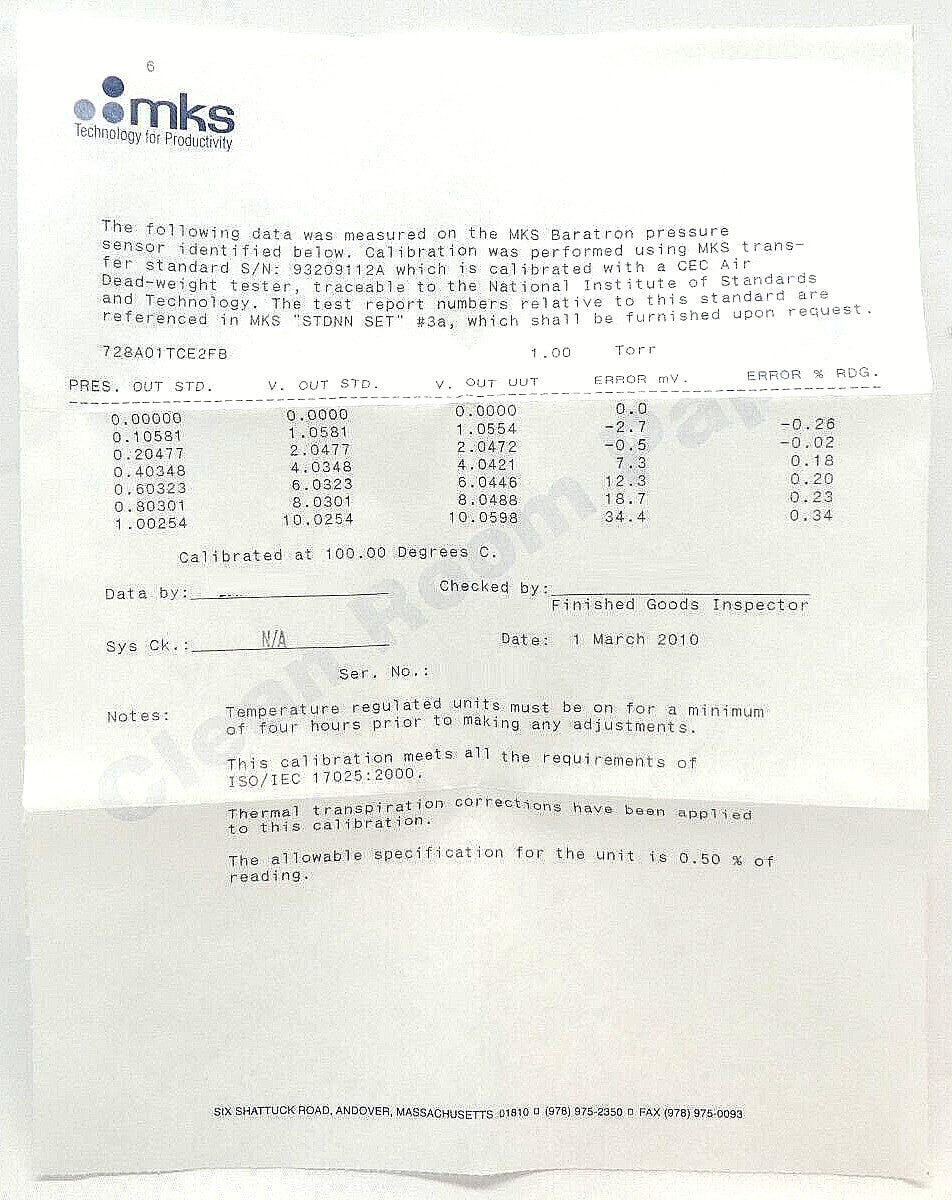 6
mks
Technology for Productivity
The following data was measured on the MKS Baratron pressure
sensor identified below. Calibration was performed using MKS trans-
fer standard S/N: 93209112A which is calibrated with a CEC Air
Dead-weight tester, traceable to the National Institute of Standards
and Technology. The test report numbers relative to this standard are
referenced in MKS "STDNN SET" #3a, which shall be furnished upon request.
728A01TCE2FB 1.00 Torr
PRES. OUT STD. V. OUT STD. V. OUT UUT ERROR mV. ERROR % RDG.
0.00000 0.0000 0.0000 0.0
0.10581 1.0581 1.0554 -2.7 -0.26
0.20477 2.0477 2.0472 -0.5 -0.02
0.40348 4.0348 4.0421 7.3 0.18
0.60323 6.0323 6.0446 12.3 0.20
0.80301 8.0301 8.0488 18.7 0.23
1.00254 10.0254 10.0598 34.4 0.34
Calibrated at 100.00 Degrees C.
Data by: Checked by:
Finished Goods Inspector
Sys Ck.: N/A Date: 1 March 2010
Ser. No.:
Notes: Temperature regulated units must be on for a minimum
of four hours prior to making any adjustments.
This calibration meets all the requirements of
ISO/IEC 17025:2000.
Thermal transpiration corrections have been applied
to this calibration.
The allowable specification for the unit is 0.50 % of
reading.
SIX SHATTUCK ROAD, ANDOVER, MASSACHUSETTS 01810 □ (978) 975-2350 □ FAX (978) 975-0093
Clean Room